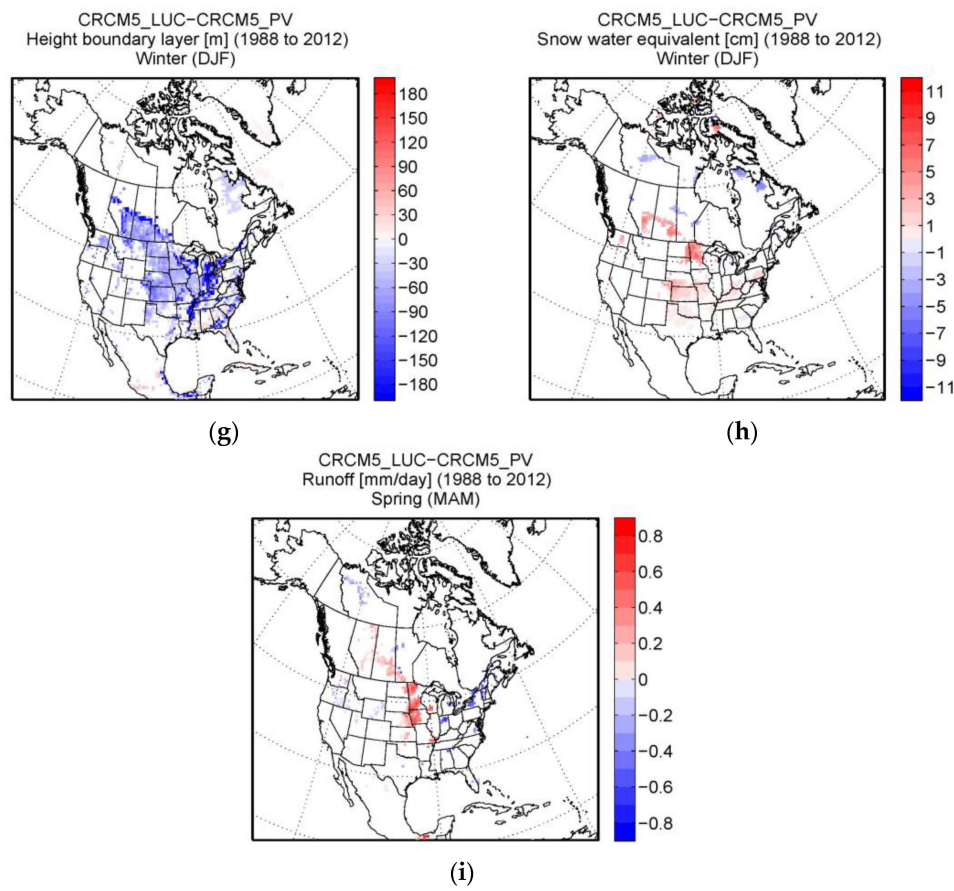 CRCM5_LUC−CRCM5_PV
Height boundary layer [m] (1988 to 2012)
Winter (DJF)
180
150
120
90
60
30
0
−30
−60
−90
−120
−150
−180
(g)
CRCM5_LUC−CRCM5_PV
Snow water equivalent [cm] (1988 to 2012)
Winter (DJF)
11
9
7
5
3
1
−1
−3
−5
−7
−9
−11
(h)
CRCM5_LUC−CRCM5_PV
Runoff [mm/day] (1988 to 2012)
Spring (MAM)
0.8
0.6
0.4
0.2
0
−0.2
−0.4
−0.6
−0.8
(i)